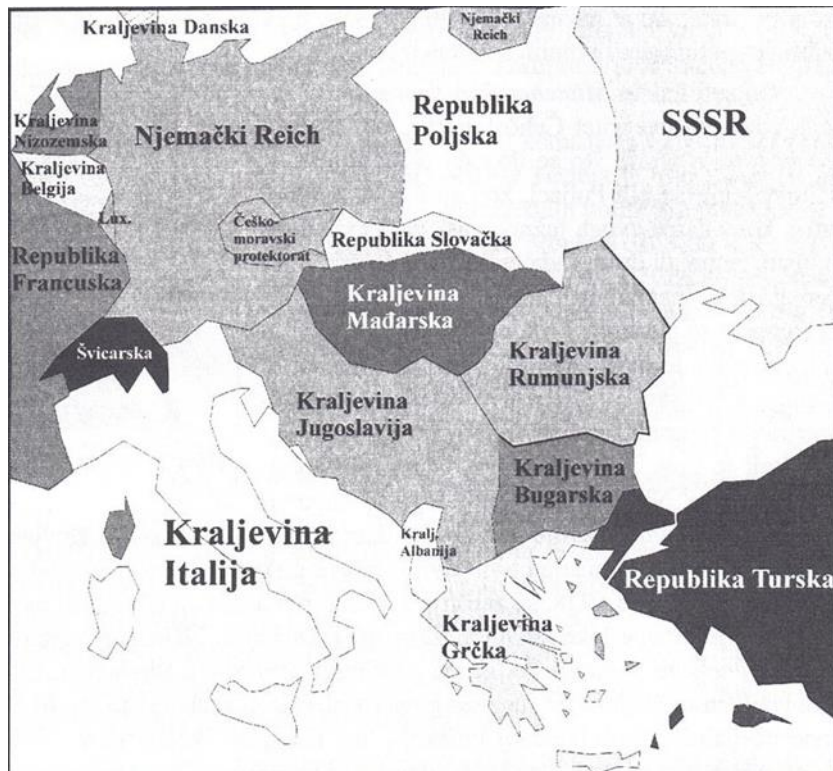 Kraljevina Danska
Njemački
Reich
Kraljevina
Nizozemska
Njemački Reich
Republika
Poljska
SSSR
Kraljevina
Belgija
Lux.
Češko-
moravski
protektorat
Republika Slovačka
Republika
Francuska
Kraljevina
Mađarska
Švicarska
Kraljevina
Rumunjska
Kraljevina
Jugoslavija
Kraljevina
Bugarska
Kraljevina
Italija
Kralj.
Albanija
Republika Turska
Kraljevina
Grčka